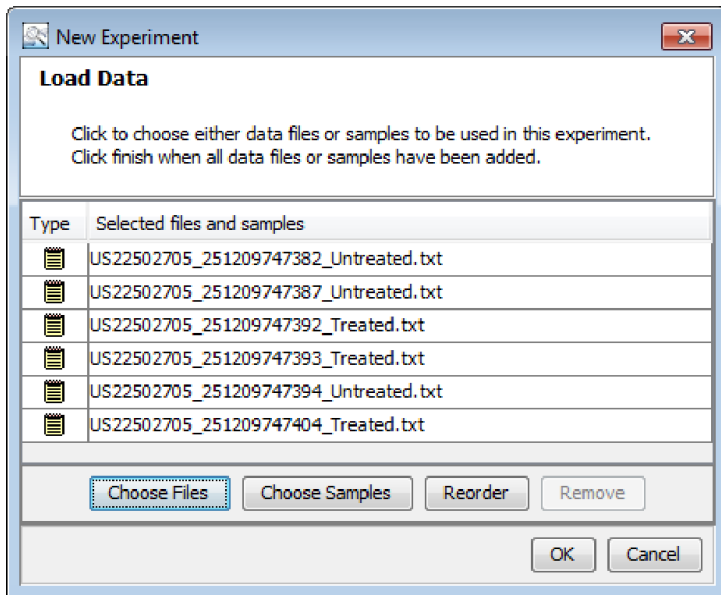 New Experiment
Load Data
Click to choose either data files or samples to be used in this experiment.
Click finish when all data files or samples have been added.
Type Selected files and samples
US22502705_251209747382_Untreated.txt
US22502705_251209747387_Untreated.txt
US22502705_251209747392_Treated.txt
US22502705_251209747393_Treated.txt
US22502705_251209747394_Untreated.txt
US22502705_251209747404_Treated.txt
Choose Files Choose Samples Reorder Remove
OK Cancel